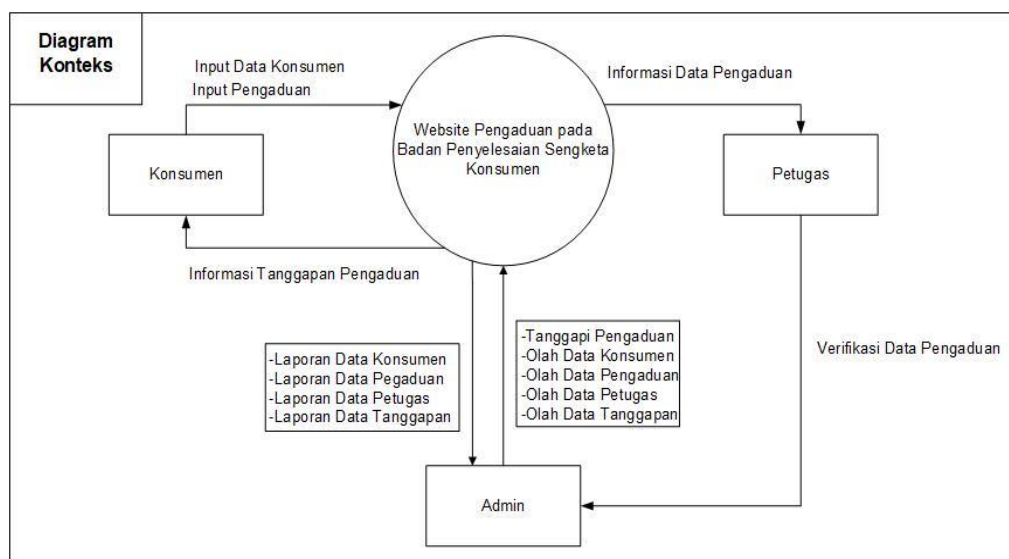 Diagram
Konteks
Input Data Konsumen
Input Pengaduan
Informasi Data Pengaduan
Website Pengaduan pada
Badan Penyelesaian Sengketa
Konsumen
Konsumen
Petugas
Informasi Tanggapan Pengaduan
-Laporan Data Konsumen
-Laporan Data Pegaduan
-Laporan Data Petugas
-Laporan Data Tanggapan
-Tanggapi Pengaduan
-Olah Data Konsumen
-Olah Data Pengaduan
-Olah Data Petugas
-Olah Data Tanggapan
Verifikasi Data Pengaduan
Admin